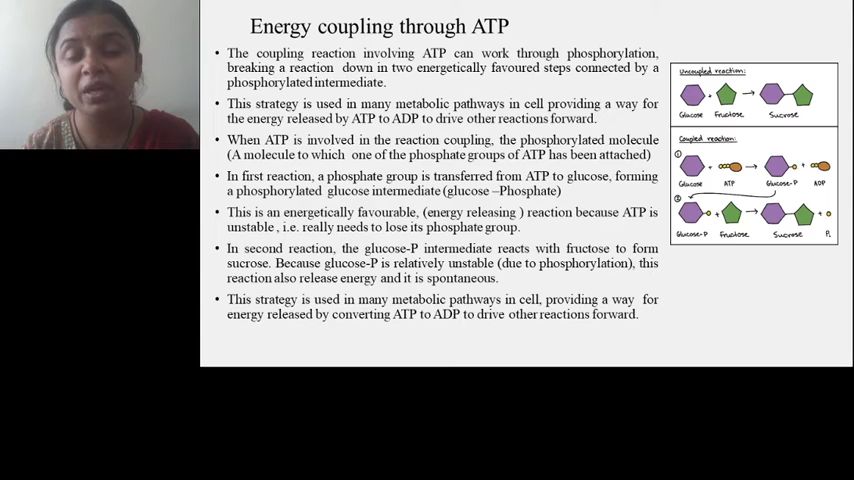 Energy coupling through ATP
• The coupling reaction involving ATP can work through phosphorylation,
breaking a reaction down in two energetically favoured steps connected by a
phosphorylated intermediate.
• This strategy is used in many metabolic pathways in cell providing a way for
the energy released by ATP to ADP to drive other reactions forward.
• When ATP is involved in the reaction coupling, the phosphorylated molecule
(A molecule to which one of the phosphate groups of ATP has been attached)
• In first reaction, a phosphate group is transferred from ATP to glucose, forming
a phosphorylated glucose intermediate (glucose –Phosphate)
• This is an energetically favourable, (energy releasing ) reaction because ATP is
unstable , i.e. really needs to lose its phosphate group.
• In second reaction, the glucose-P intermediate reacts with fructose to form
sucrose. Because glucose-P is relatively unstable (due to phosphorylation), this
reaction also release energy and it is spontaneous.
• This strategy is used in many metabolic pathways in cell, providing a way for
energy released by converting ATP to ADP to drive other reactions forward.
Uncoupled reaction:
+ →
Glucose Fructose Sucrose
Coupled reaction:
①
+ → +
Glucose ATP Glucose-P ADP
②
+ → +
Glucose-P Fructose Sucrose Pi